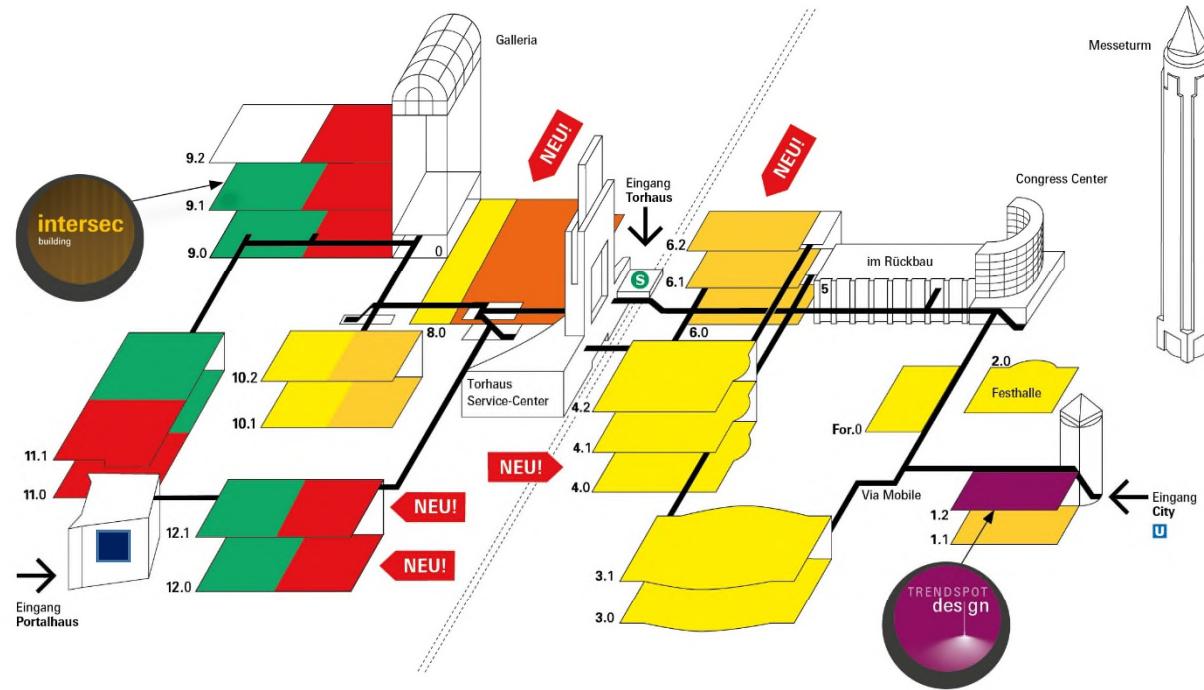 Galleria
Messeturm
NEU!
NEU!
Eingang
Torhaus
Congress Center
9.2
9.1
intersec
building
9.0
0
6.2
6.1
S
im Rückbau
5
8.0
6.0
10.2
Torhaus
Service-Center
2.0
Festhalle
4.2
10.1
For.0
4.1
11.1
NEU!
4.0
11.0
Via Mobile
Eingang
City
U
1.2
NEU!
12.1
1.1
3.1
NEU!
12.0
Eingang
Portalhaus
3.0
TRENDSPOT
design